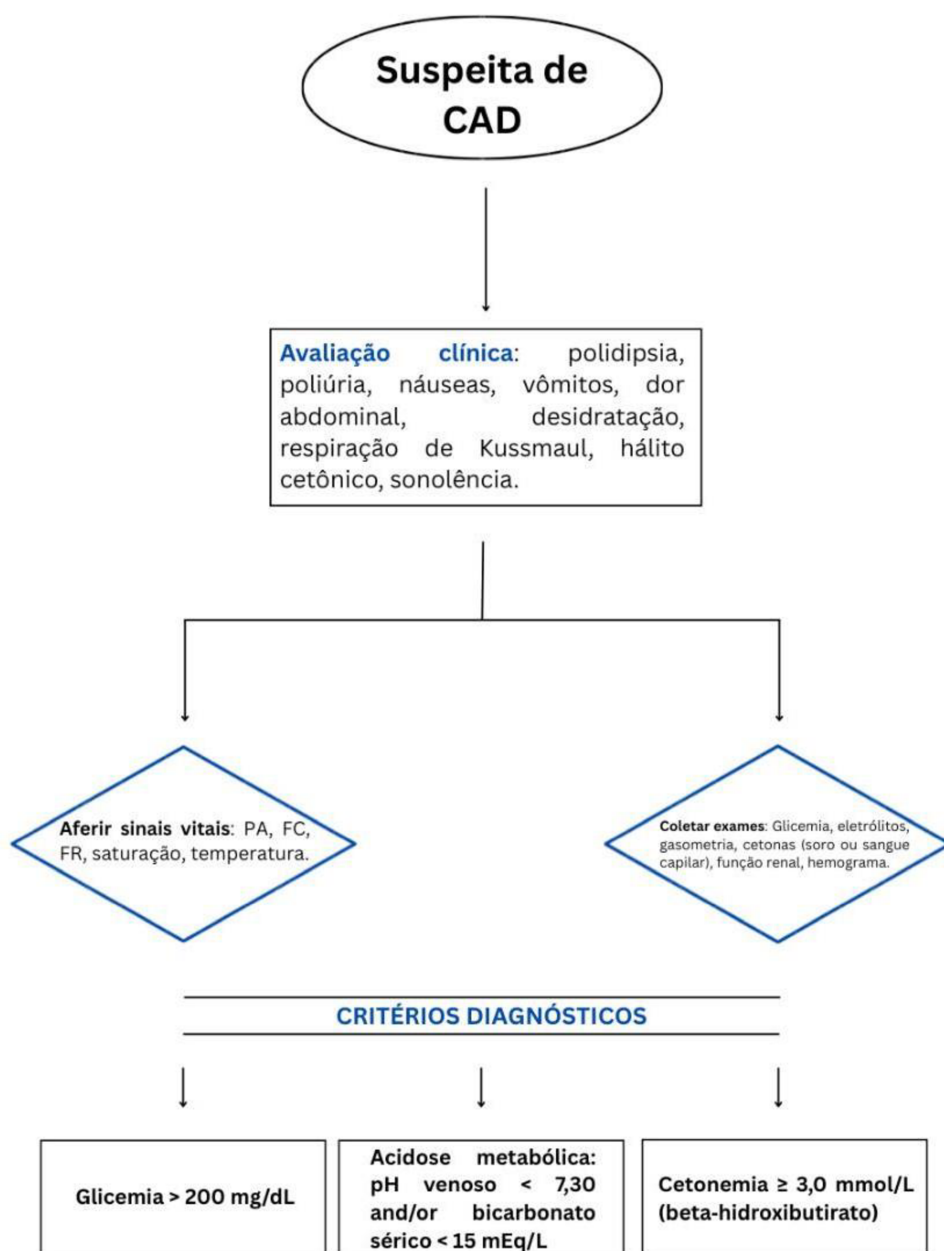 Suspeita de
CAD
Avaliação clínica: polidipsia,
poliúria, náuseas, vômitos, dor
abdominal, desidratação,
respiração de Kussmaul, hálito
cetônico, sonolência.
Aferir sinais vitais: PA, FC,
FR, saturação, temperatura.
Coletar exames: Glicemia, eletrólitos,
gasometria, cetonas (soro ou sangue
capilar), função renal, hemograma.
CRITÉRIOS DIAGNÓSTICOS
Glicemia > 200 mg/dL
Acidose metabólica:
pH venoso < 7,30
and/or bicarbonato
sérico < 15 mEq/L
Cetonemia ≥ 3,0 mmol/L
(beta-hidroxibutirato)